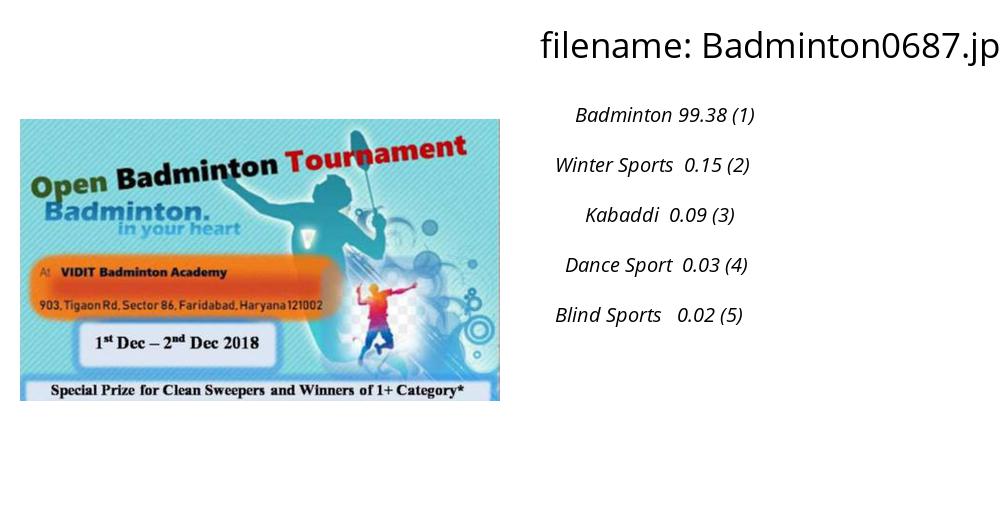 filename: Badminton0687.jp
Badminton 99.38 (1)
Winter Sports 0.15 (2)
Kabaddi 0.09 (3)
Dance Sport 0.03 (4)
Blind Sports 0.02 (5)
Open Badminton Tournament
Badminton.
in your heart
At VIDIT Badminton Academy
903, Tigaon Rd, Sector 86, Faridabad, Haryana 121002
1st Dec – 2nd Dec 2018
Special Prize for Clean Sweepers and Winners of 1+ Category*